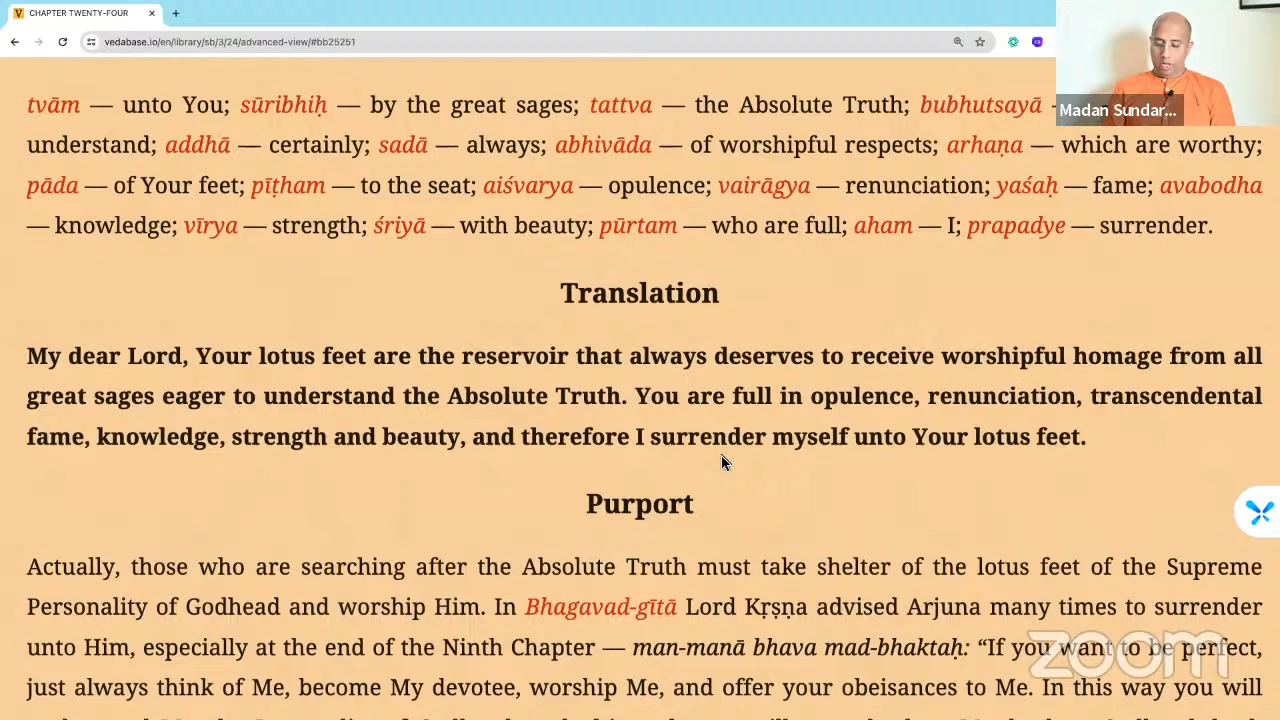 CHAPTER TWENTY-FOUR
vedabase.io/en/library/sb/3/24/advanced-view/#bb25251
Madan Sundar...
tvām — unto You; sūribhiḥ — by the great sages; tattva — the Absolute Truth; bubhutsayā
understand; addhā — certainly; sadā — always; abhivāda — of worshipful respects; arhaṇa — which are worthy;
pāda — of Your feet; pīṭham — to the seat; aiśvarya — opulence; vairāgya — renunciation; yaśaḥ — fame; avabodha
— knowledge; vīrya — strength; śriyā — with beauty; pūrtam — who are full; aham — I; prapadye — surrender.
Translation
My dear Lord, Your lotus feet are the reservoir that always deserves to receive worshipful homage from all
great sages eager to understand the Absolute Truth. You are full in opulence, renunciation, transcendental
fame, knowledge, strength and beauty, and therefore I surrender myself unto Your lotus feet.
Purport
Actually, those who are searching after the Absolute Truth must take shelter of the lotus feet of the Supreme
Personality of Godhead and worship Him. In Bhagavad-gītā Lord Kṛṣṇa advised Arjuna many times to surrender
unto Him, especially at the end of the Ninth Chapter — man-manā bhava mad-bhaktaḥ: “If you want to be perfect,
just always think of Me, become My devotee, worship Me, and offer your obeisances to Me. In this way you will
zoom